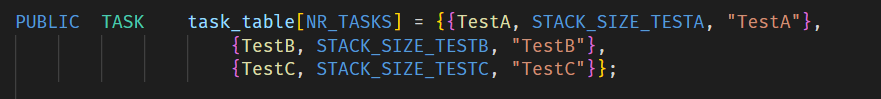 PUBLIC  TASK    task_table[NR_TASKS] = {{TestA, STACK_SIZE_TESTA, "TestA"},
                    {TestB, STACK_SIZE_TESTB, "TestB"},
                    {TestC, STACK_SIZE_TESTC, "TestC"}};